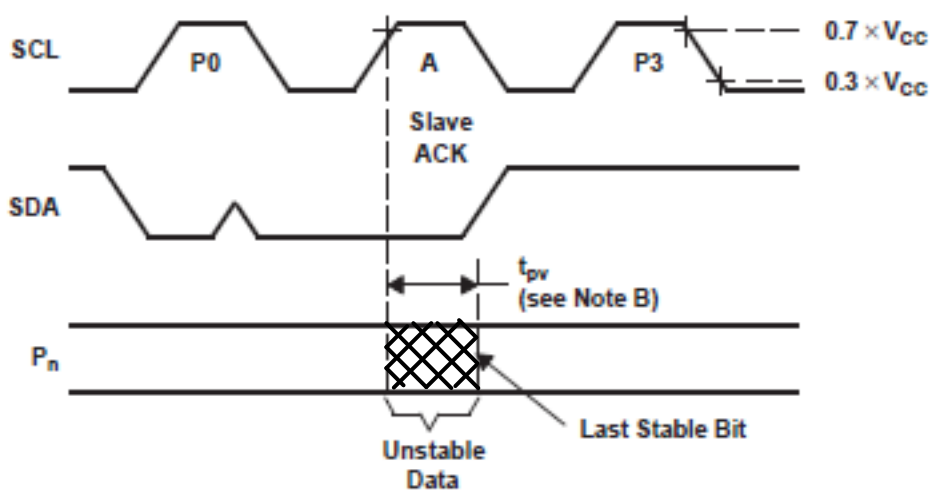 SCL
P0
A
P3
0.7 × VCC
0.3 × VCC
Slave
ACK
SDA
tpv
(see Note B)
Pn
Last Stable Bit
Unstable
Data